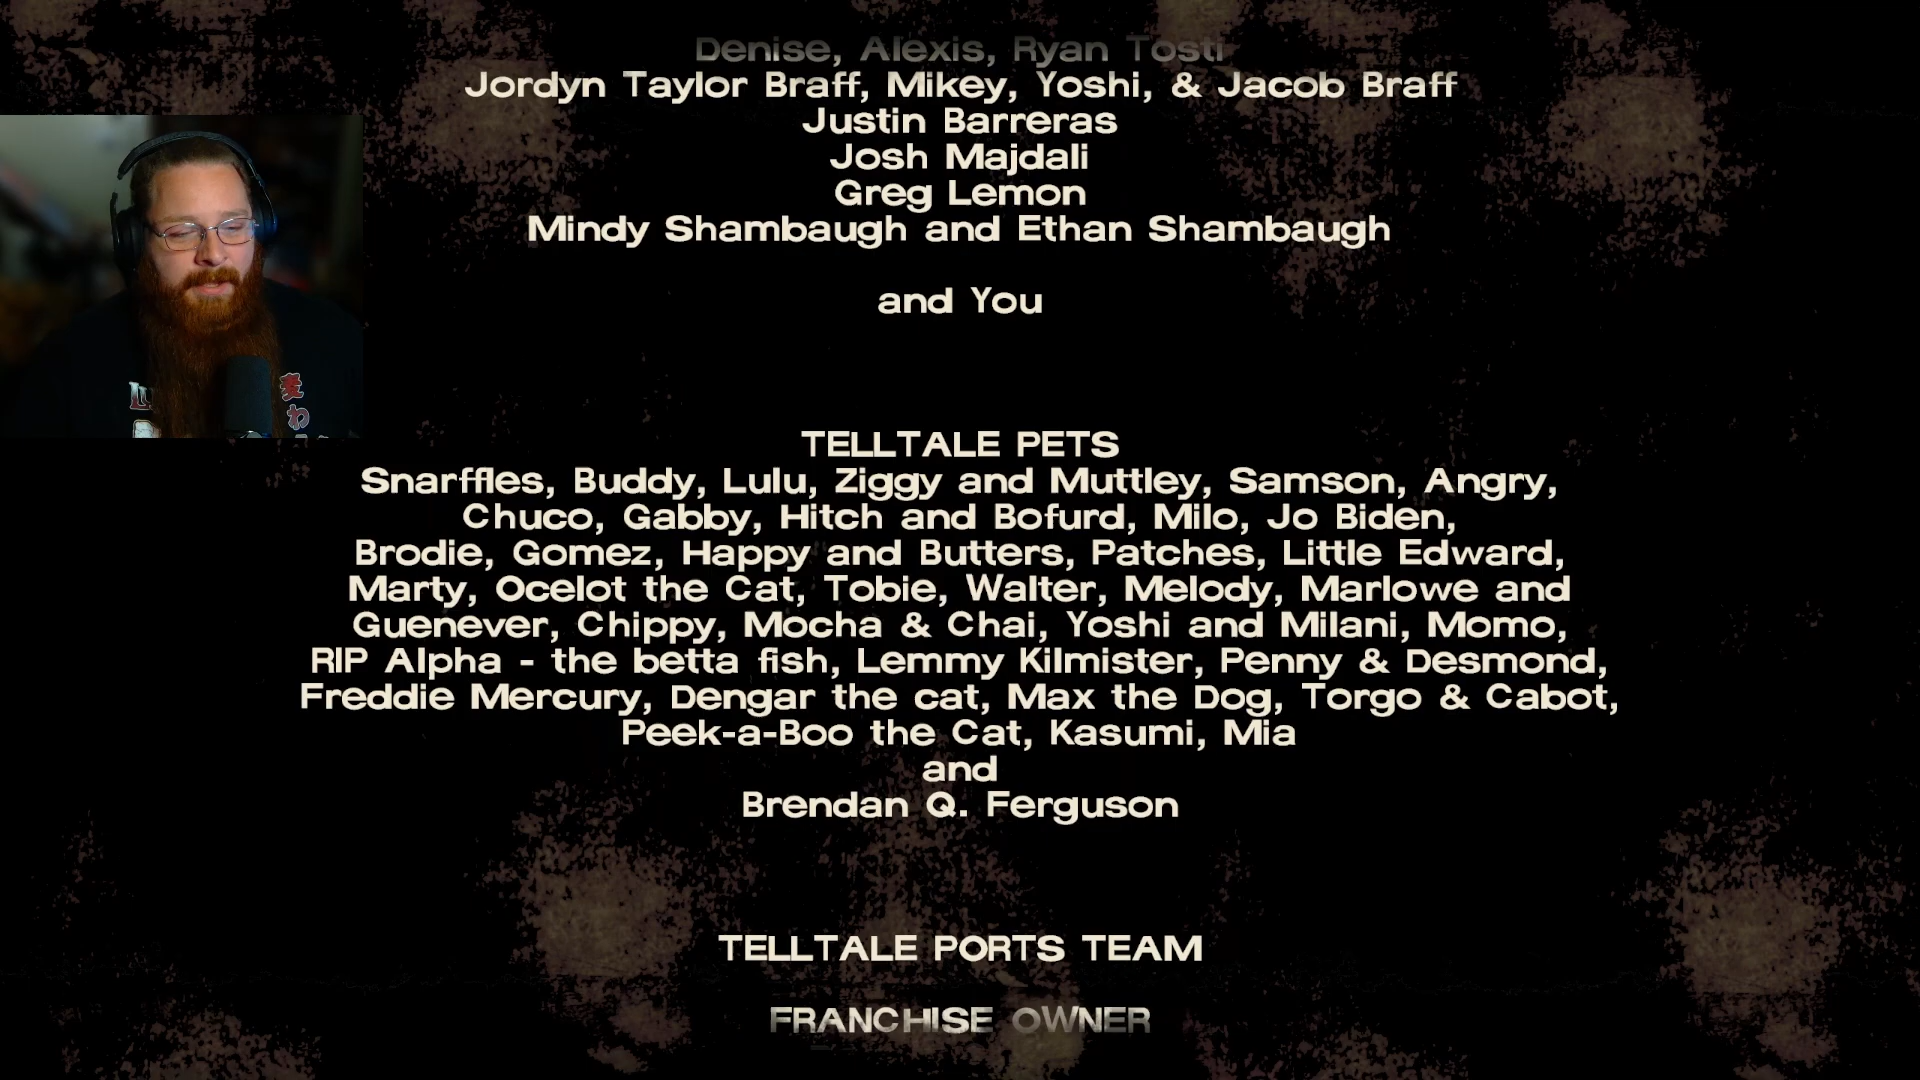 Denise, Alexis, Ryan Tosti
Jordyn Taylor Braff, Mikey, Yoshi, & Jacob Braff
Justin Barreras
Josh Majdali
Greg Lemon
Mindy Shambaugh and Ethan Shambaugh
and You
TELLTALE PETS
Snarffles, Buddy, Lulu, Ziggy and Muttley, Samson, Angry,
Chuco, Gabby, Hitch and Bofurd, Milo, Jo Biden,
Brodie, Gomez, Happy and Butters, Patches, Little Edward,
Marty, Ocelot the Cat, Tobie, Walter, Melody, Marlowe and
Guenever, Chippy, Mocha & Chai, Yoshi and Milani, Momo,
RIP Alpha - the betta fish, Lemmy Kilmister, Penny & Desmond,
Freddie Mercury, Dengar the cat, Max the Dog, Torgo & Cabot,
Peek-a-Boo the Cat, Kasumi, Mia
and
Brendan Q. Ferguson
TELLTALE PORTS TEAM
FRANCHISE OWNER